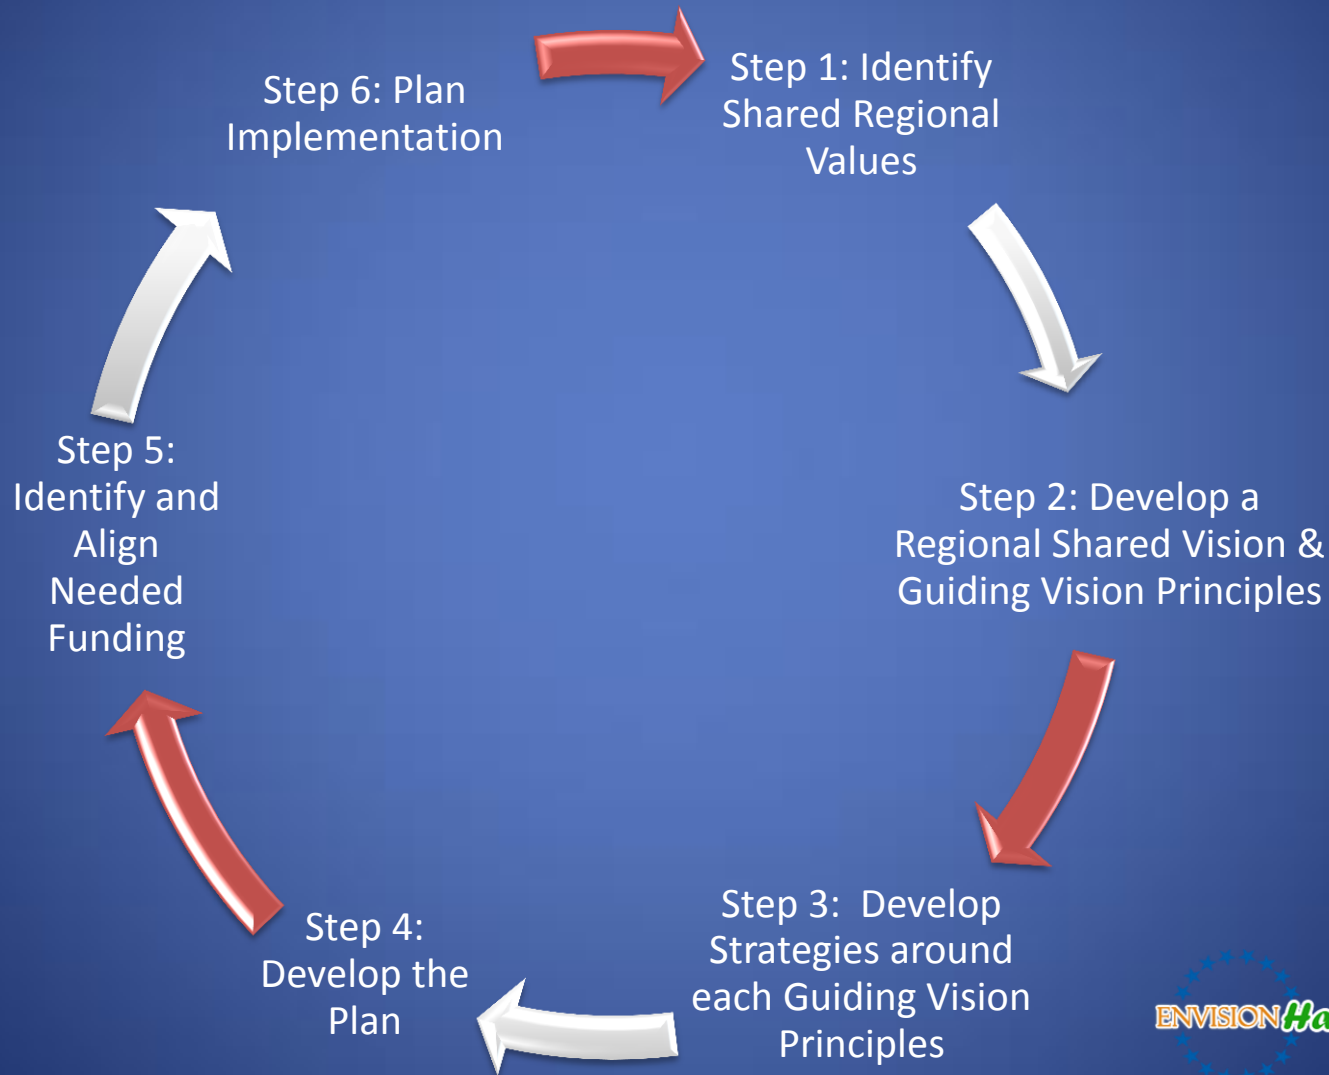 Step 1: Identify
Shared Regional
Values
Step 2: Develop a
Regional Shared Vision &
Guiding Vision Principles
Step 3:  Develop
Strategies around
each Guiding Vision
Principles
Step 4:
Develop the
Plan
Step 5:
Identify and
Align
Needed
Funding
Step 6: Plan
Implementation
ENVISION